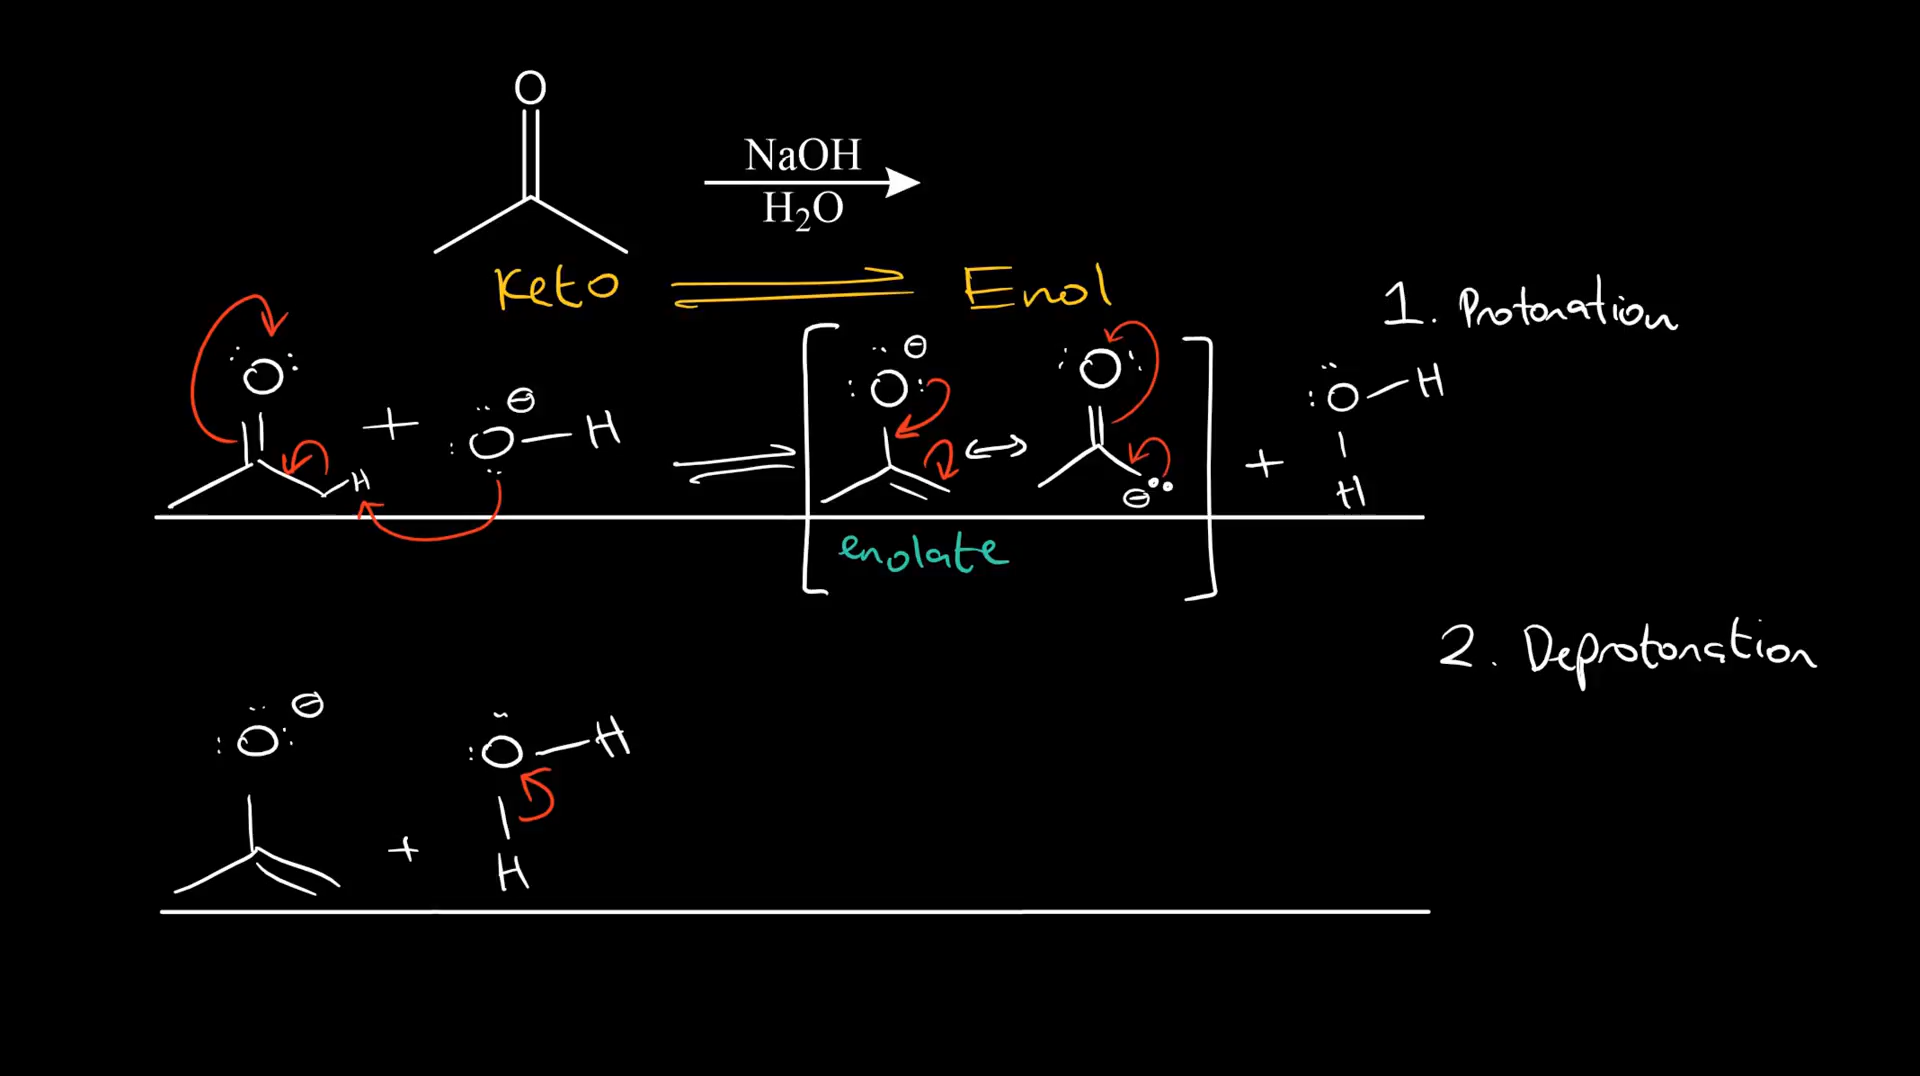 O
NaOH
H₂O
Keto ⇌ Enol
1. Protonation
O + ⊖ O H ⇌ [ O ⊖ ↔ O ⊖ ] + O H
H H
enolate
2. Deprotonation
O ⊖ + O H
H